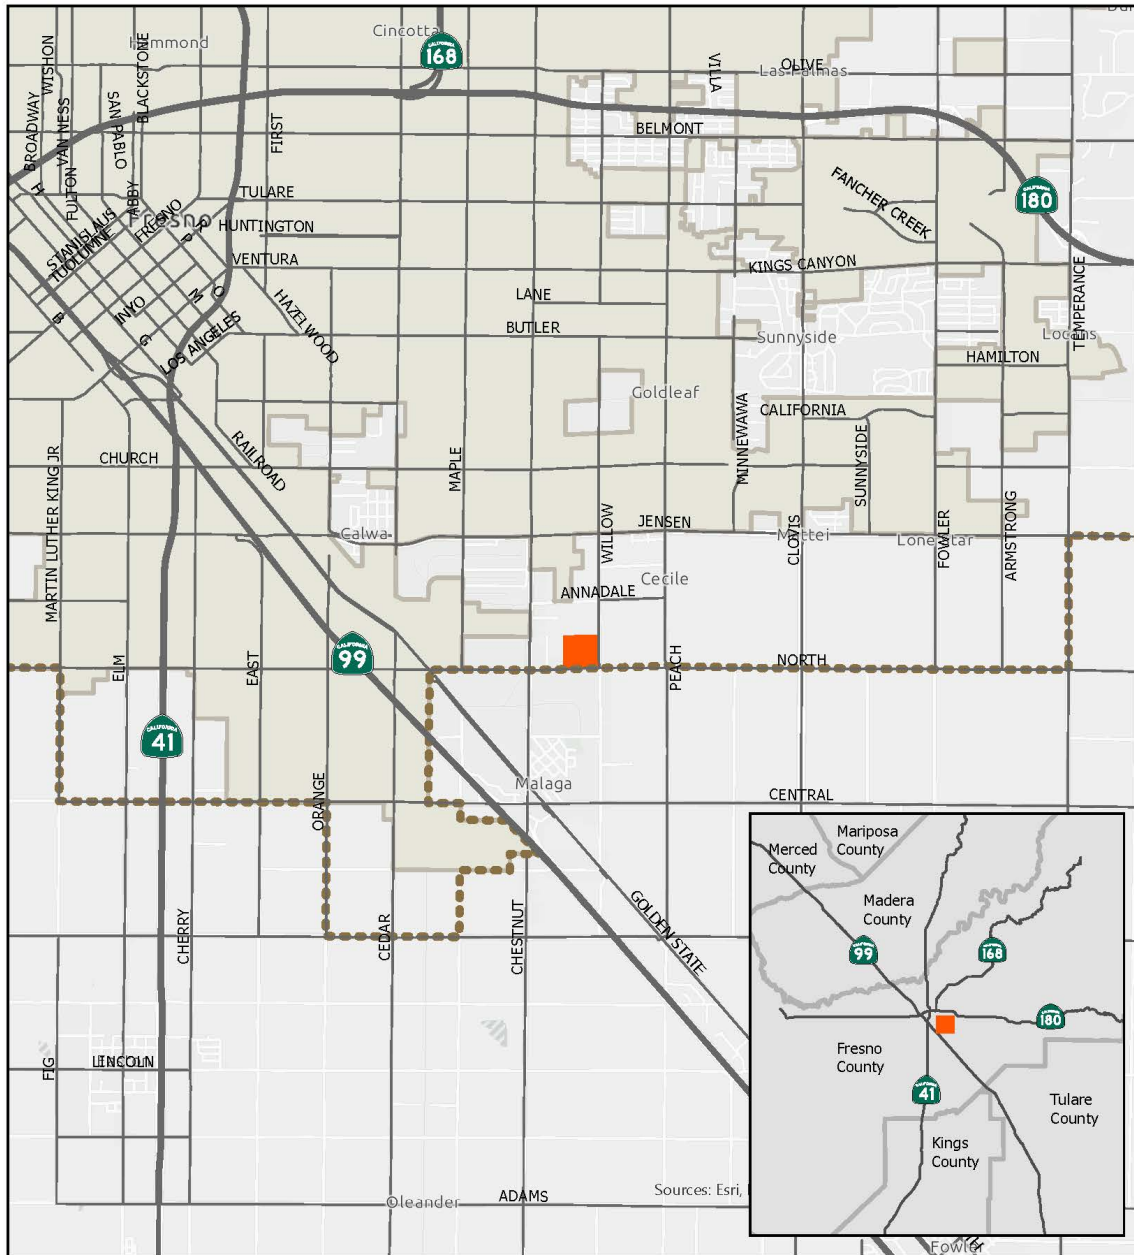 Hammond
Cincotta
CALIFORNIA
168
WISHON
BLACKSTONE
BROADWAY
VAN NESS
SAN PABLO
FIRST
VILLA
OLIVE
Las Palmas
BELMONT
H
FULTON
ABBY
TULARE
FRESNO
Fresno
R
P
HUNTINGTON
STANISLAUS
TUOLUMNE
VENTURA
FANCHER CREEK
CALIFORNIA
180
KINGS CANYON
TEMPERANCE
INYO
M
O
B
G
LOS ANGELES
HAZELWOOD
LANE
BUTLER
Sunnyside
Locans
HAMILTON
Goldleaf
CALIFORNIA
MINNEWAWA
SUNNYSIDE
MARTIN LUTHER KING JR
CHURCH
RAILROAD
MAPLE
WILLOW
JENSEN
CLOVIS
Mattei
Lone Star
FOWLER
ARMSTRONG
Calwa
Cecile
ANNADALE
ELM
EAST
CALIFORNIA
99
NORTH
PEACH
CALIFORNIA
41
ORANGE
Malaga
CENTRAL
CHERRY
CEDAR
CHESTNUT
GOLDEN STATE
FIG
LINCOLN
Oleander
ADAMS
Sources: Esri,
Fowler
Mariposa
County
Merced
County
Madera
County
99
168
180
Fresno
County
41
Tulare
County
Kings
County